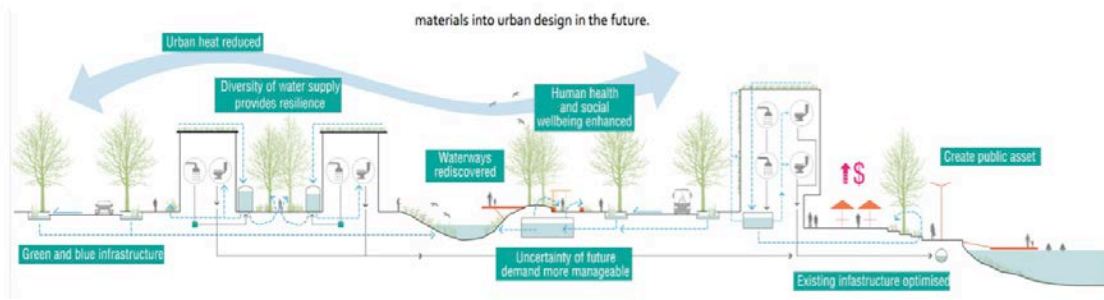 materials into urban design in the future.
Urban heat reduced
Diversity of water supply
provides resilience
Human health
and social
wellbeing enhanced
Waterways
rediscovered
Create public asset
$
Green and blue infrastructure
Uncertainty of future
demand more manageable
Existing infastructure optimised